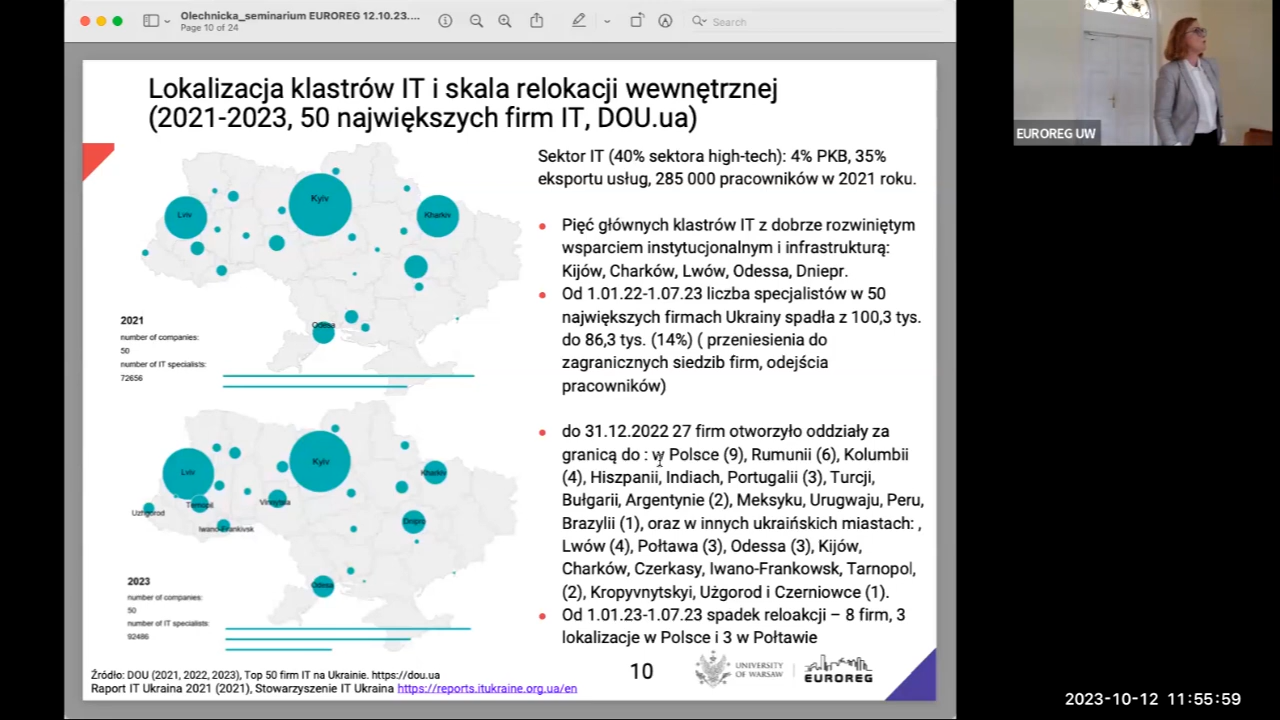 Olechnicka_seminarium EUROREG 12.10.23....
Page 10 of 24
Search
EUROREG UW
Lokalizacja klastrów IT i skala relokacji wewnętrznej
(2021-2023, 50 największych firm IT, DOU.ua)
Kyiv
Lviv
Kharkiv
Odesa
2021
number of companies:
50
number of IT specialists:
72656
Kyiv
Lviv
Kharkiv
Ternopil
Vinnytsia
Uzhgorod
Iwano-Frankivsk
Dnipro
Odesa
2023
number of companies:
50
number of IT specialists:
92486
Sektor IT (40% sektora high-tech): 4% PKB, 35%
eksportu usług, 285 000 pracowników w 2021 roku.
Pięć głównych klastrów IT z dobrze rozwiniętym
wsparciem instytucjonalnym i infrastrukturą:
Kijów, Charków, Lwów, Odessa, Dniepr.
Od 1.01.22-1.07.23 liczba specjalistów w 50
największych firmach Ukrainy spadła z 100,3 tys.
do 86,3 tys. (14%) ( przeniesienia do
zagranicznych siedzib firm, odejścia
pracowników)
do 31.12.2022 27 firm otworzyło oddziały za
granicą do : w Polsce (9), Rumunii (6), Kolumbii
(4), Hiszpanii, Indiach, Portugalii (3), Turcji,
Bułgarii, Argentynie (2), Meksyku, Urugwaju, Peru,
Brazylii (1), oraz w innych ukraińskich miastach: ,
Lwów (4), Połtawa (3), Odessa (3), Kijów,
Charków, Czerkasy, Iwano-Frankowsk, Tarnopol,
(2), Kropyvnytskyi, Użgorod i Czerniowce (1).
Od 1.01.23-1.07.23 spadek reloakcji – 8 firm, 3
lokalizacje w Polsce i 3 w Połtawie
Źródło: DOU (2021, 2022, 2023), Top 50 firm IT na Ukrainie. https://dou.ua
Raport IT Ukraina 2021 (2021), Stowarzyszenie IT Ukraina https://reports.itukraine.org.ua/en
10
UNIVERSITY
OF WARSAW
EUROREG
2023-10-12 11:55:59